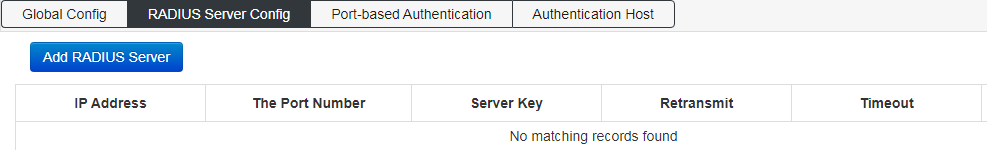 Global Config RADIUS Server Config Port-based Authentication Authentication Host
Add RADIUS Server
IP Address The Port Number Server Key Retransmit Timeout
No matching records found